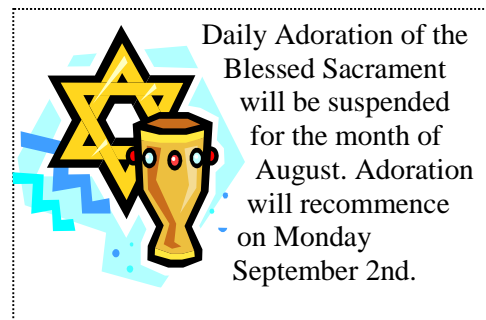 Daily Adoration of the
Blessed Sacrament
will be suspended
for the month of
August. Adoration
will recommence
on Monday
September 2nd.